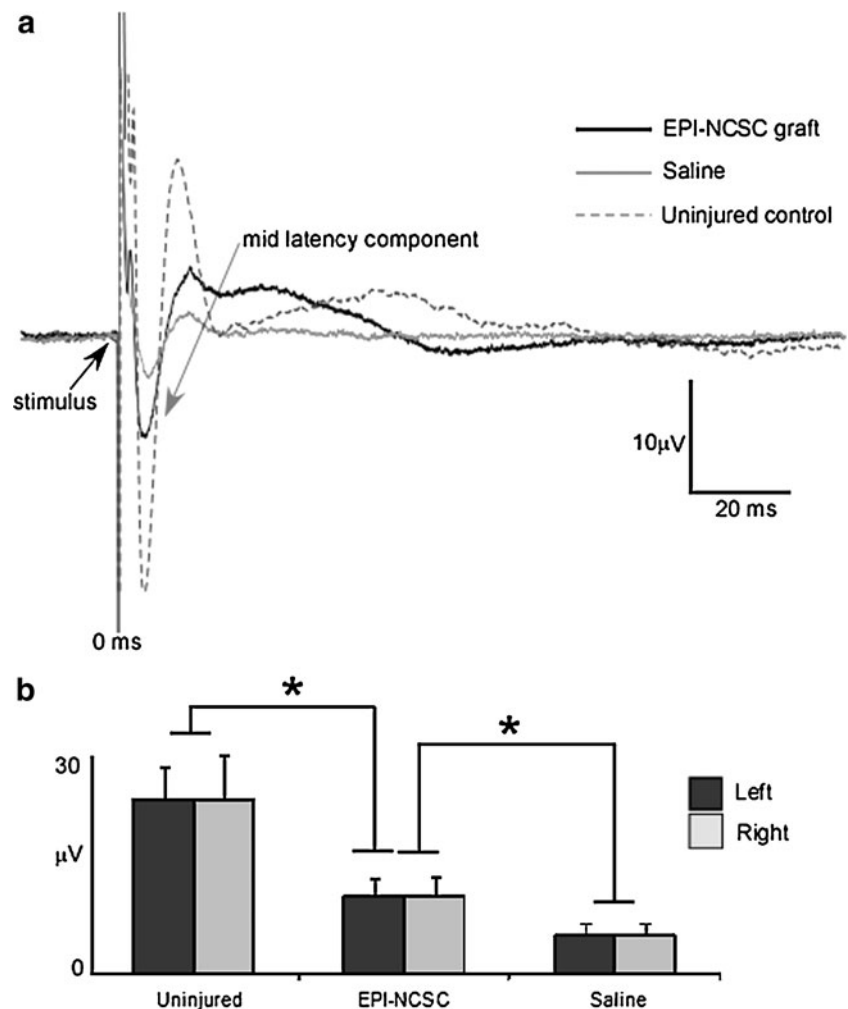 a
EPI-NCSC graft
Saline
Uninjured control
mid latency component
stimulus
10μV
20 ms
0 ms
b
*
*
30
μV
0
Left
Right
Uninjured
EPI-NCSC
Saline